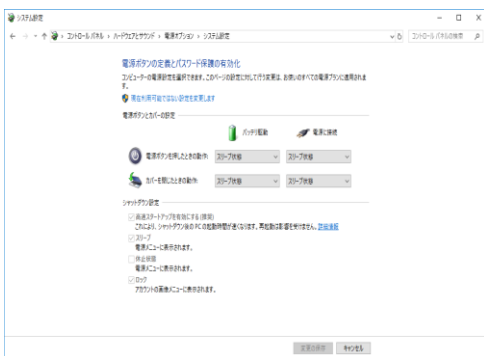 システム設定
コントロール パネル › ハードウェアとサウンド › 電源オプション › システム設定
コントロール パネルの検索
電源ボタンの定義とパスワード保護の有効化
コンピューターの電源設定を選択できます。このページの設定に対して行う変更は、お使いのすべての電源プランに適用されま
す。
現在利用可能ではない設定を変更します
電源ボタンとカバーの設定
バッテリ駆動 電源に接続
電源ボタンを押したときの動作: スリープ状態 スリープ状態
カバーを閉じたときの動作: スリープ状態 スリープ状態
シャットダウン設定
高速スタートアップを有効にする (推奨)
これにより、シャットダウン後の PC の起動時間が速くなります。再起動は影響を受けません。詳細情報
スリープ
電源メニューに表示されます。
休止状態
電源メニューに表示されます。
ロック
アカウントの画像メニューに表示されます。
変更の保存 キャンセル